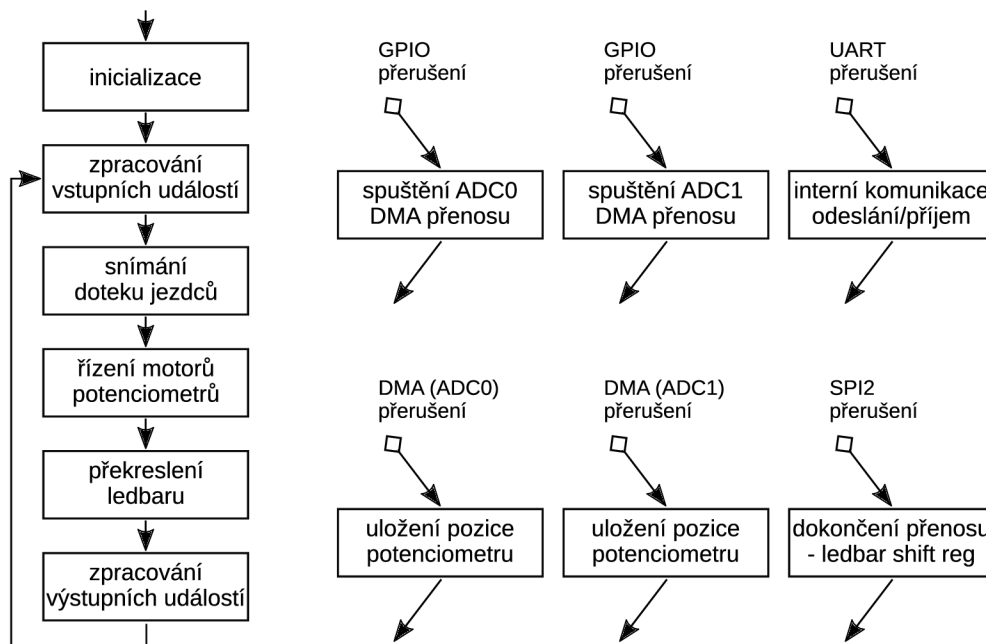 inicializace
zpracování
vstupních událostí
snímání
doteku jezdců
řízení motorů
potenciometrů
překreslení
ledbaru
zpracování
výstupních událostí
GPIO
přerušení
spuštění ADC0
DMA přenosu
GPIO
přerušení
spuštění ADC1
DMA přenosu
UART
přerušení
interní komunikace
odeslání/příjem
DMA (ADC0)
přerušení
uložení pozice
potenciometru
DMA (ADC1)
přerušení
uložení pozice
potenciometru
SPI2
přerušení
dokončení přenosu
- ledbar shift reg